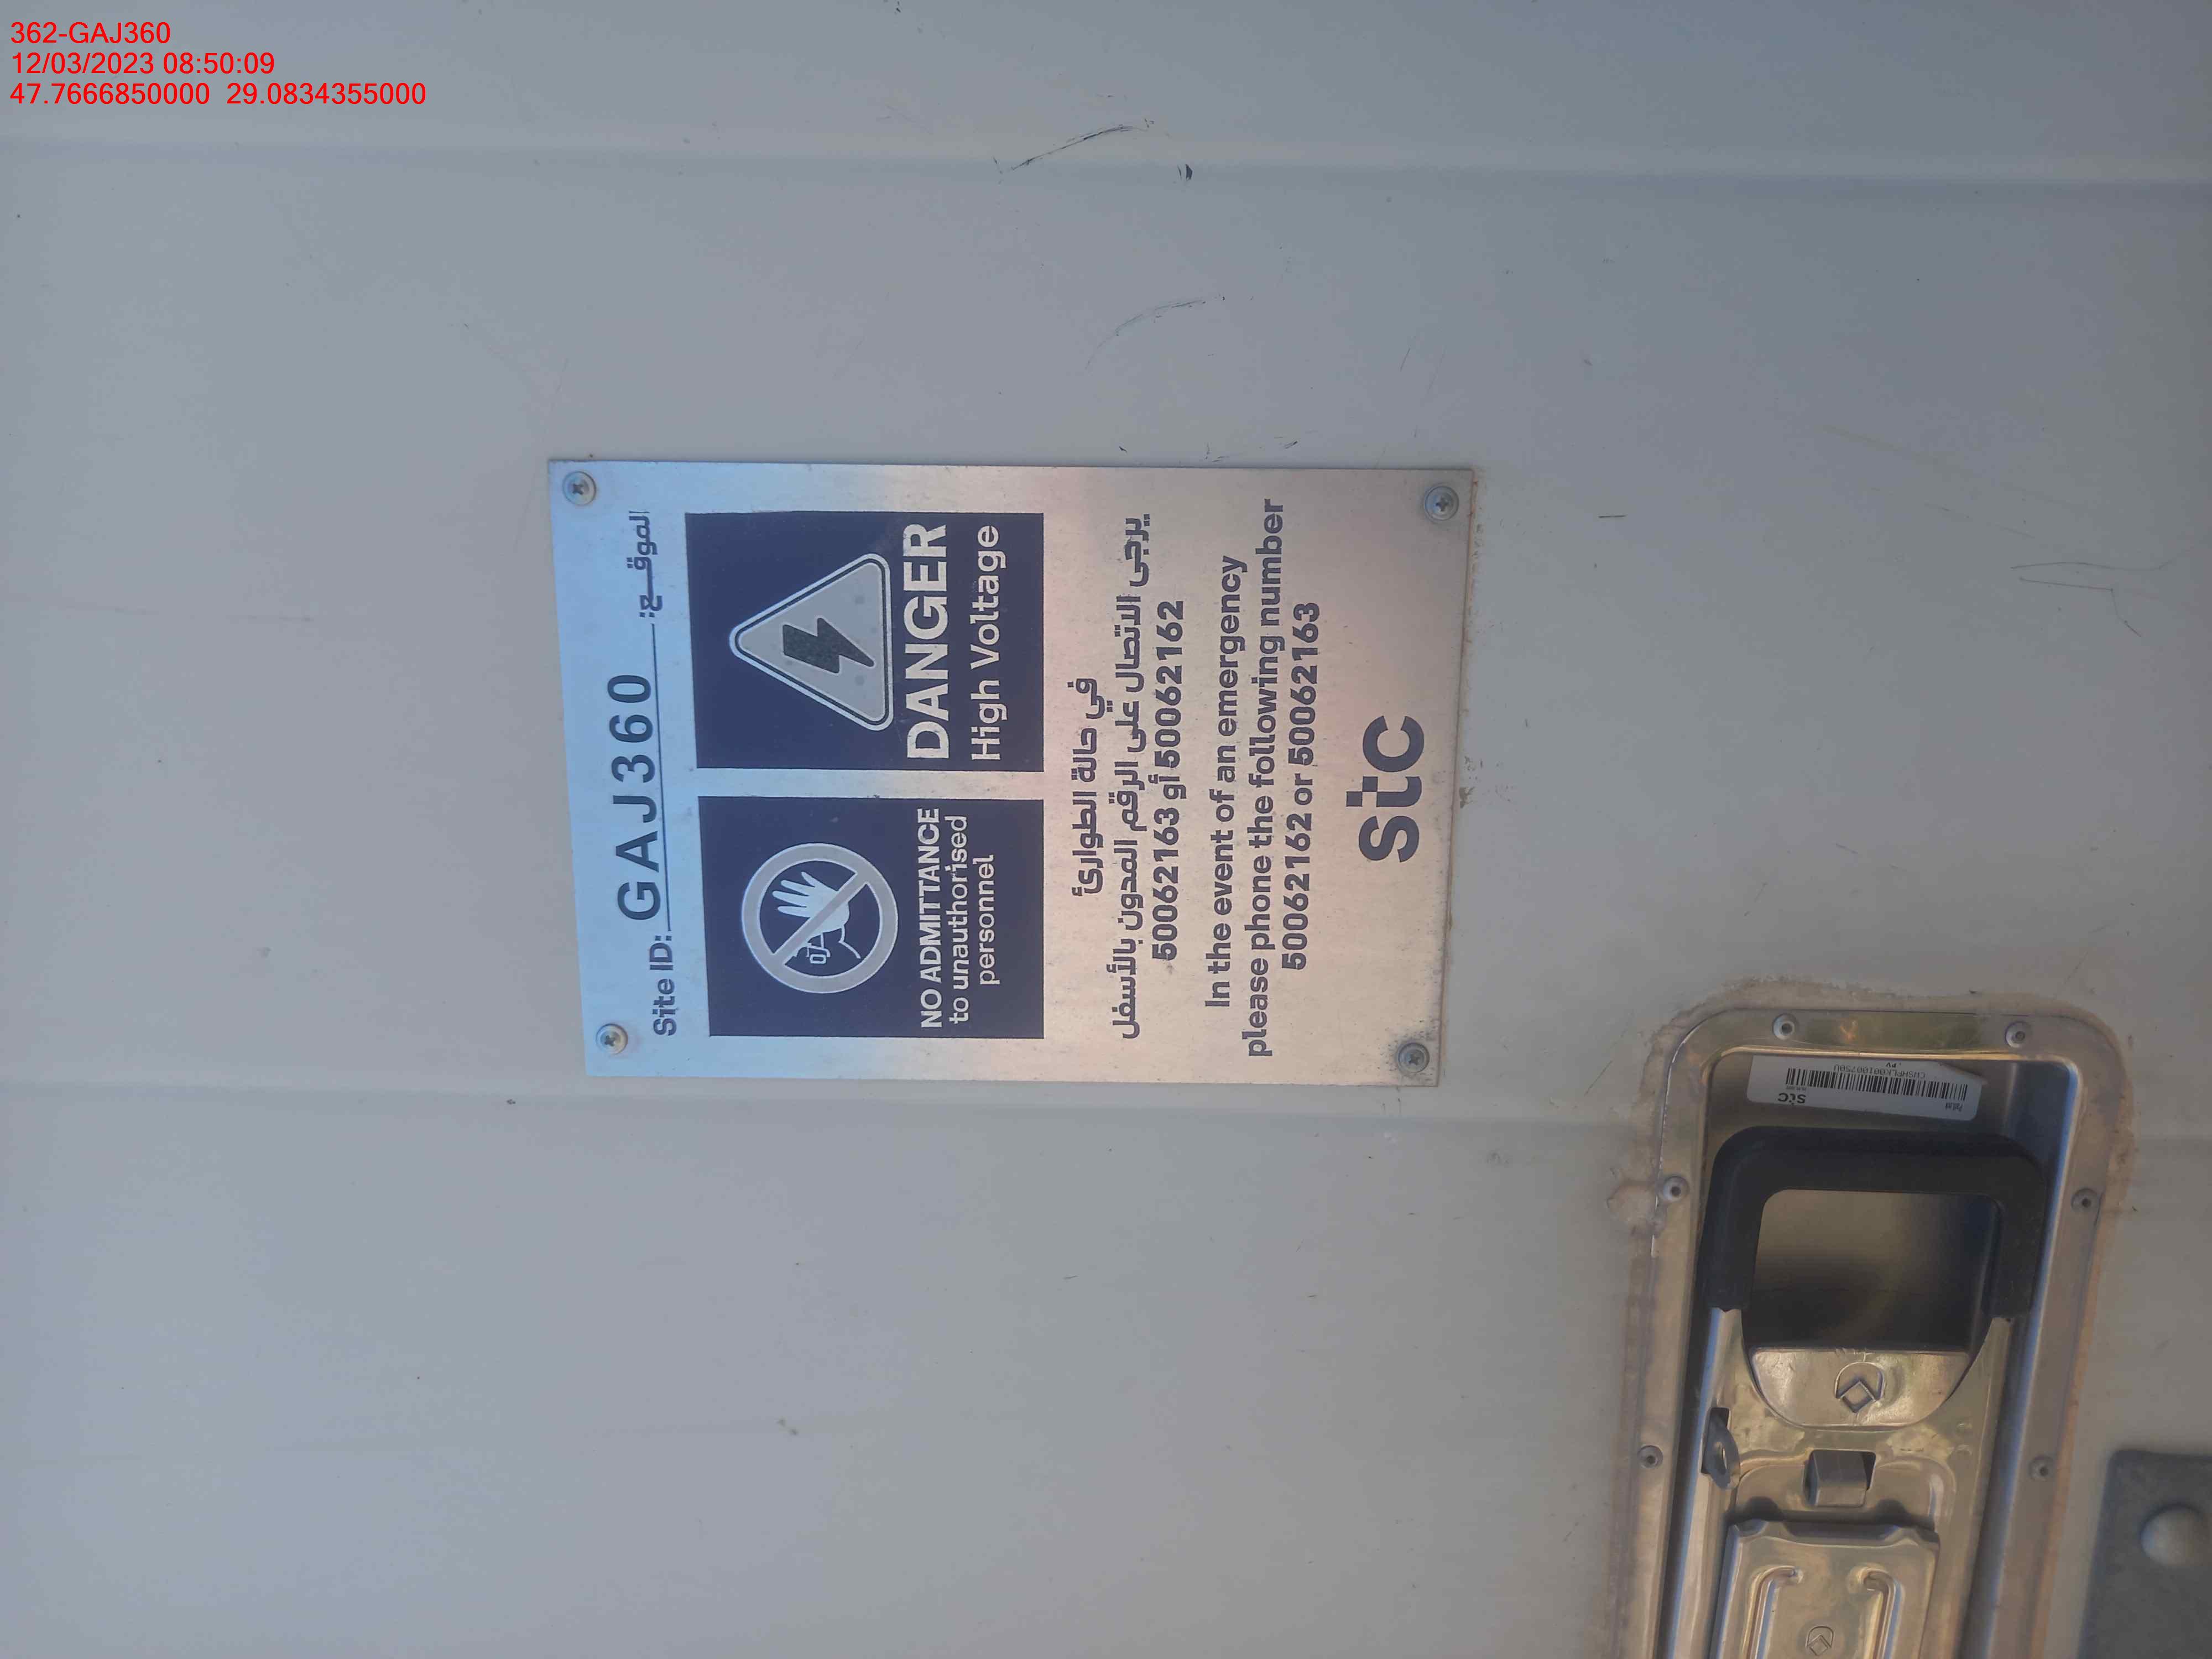 362-GAJ360
12/03/2023 08:50:09
47.7666850000 29.0834355000
Site ID: GAJ360 الموقـــع:
NO ADMITTANCE
to unauthorised
personnel
DANGER
High Voltage
في حالة الطوارئ
يرجى الاتصال على الرقم المدون بالأسفل
50062162 أو 50062163
In the event of an emergency
please phone the following number
50062162 or 50062163
stc
stc